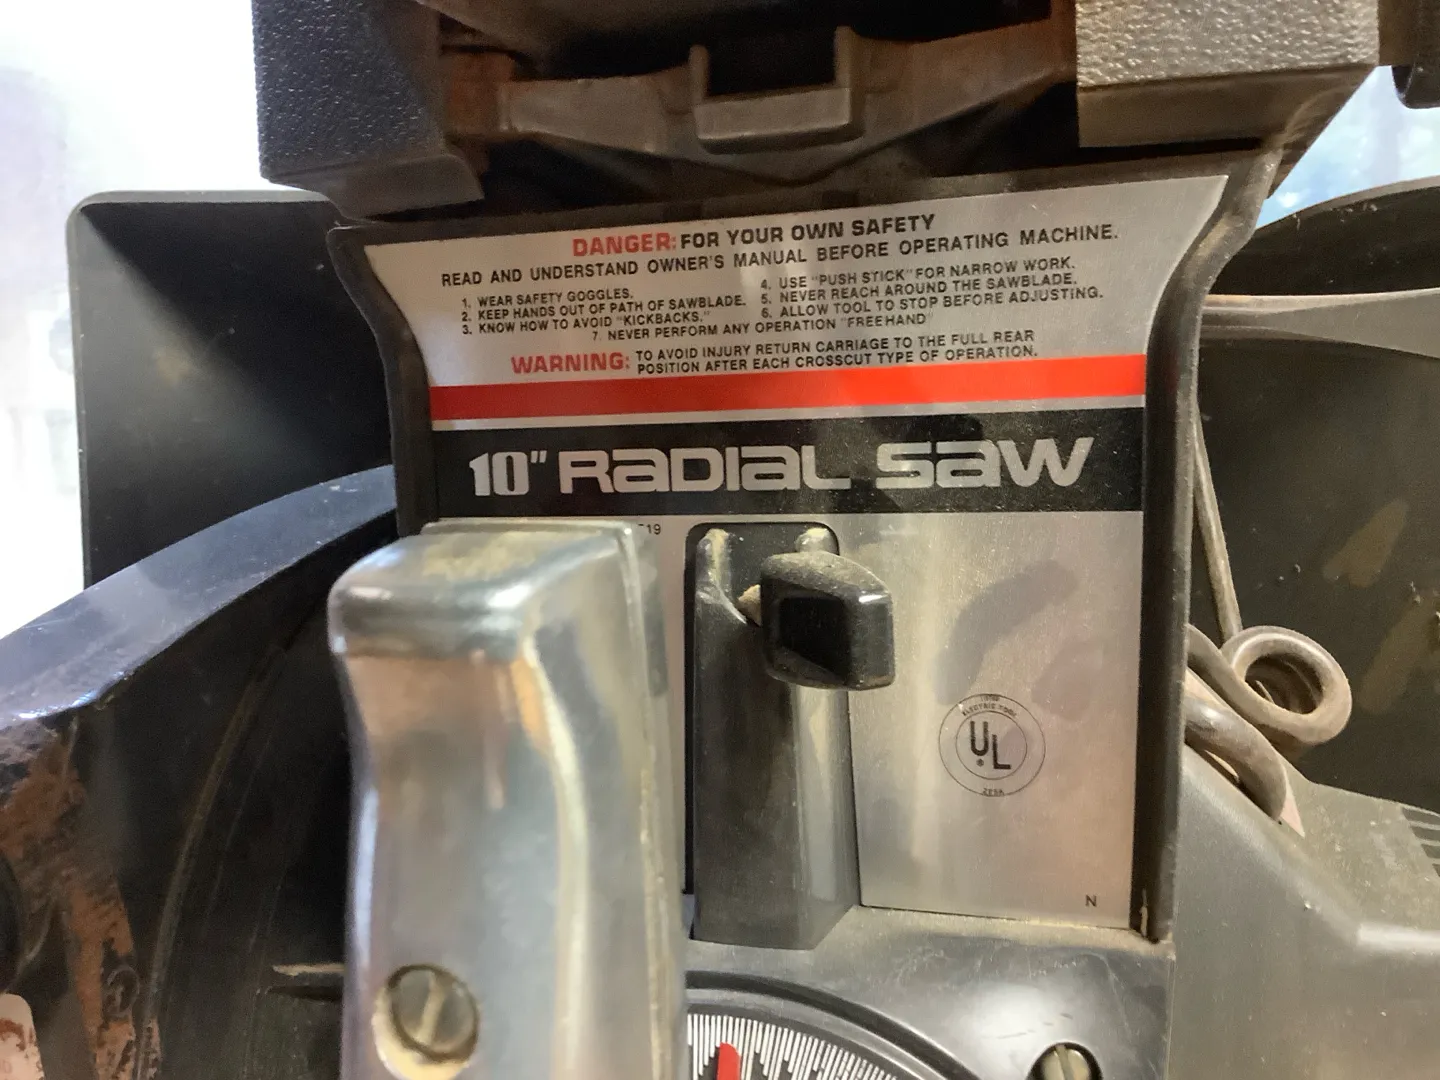 DANGER: FOR YOUR OWN SAFETY
READ AND UNDERSTAND OWNER'S MANUAL BEFORE OPERATING MACHINE.
1. WEAR SAFETY GOGGLES.
2. KEEP HANDS OUT OF PATH OF SAWBLADE.
3. KNOW HOW TO AVOID "KICKBACKS."
4. USE "PUSH STICK" FOR NARROW WORK.
5. NEVER REACH AROUND THE SAWBLADE.
6. ALLOW TOOL TO STOP BEFORE ADJUSTING.
7. NEVER PERFORM ANY OPERATION "FREEHAND"
WARNING: TO AVOID INJURY RETURN CARRIAGE TO THE FULL REAR
POSITION AFTER EACH CROSSCUT TYPE OF OPERATION.
10" RADIAL SAW
19
LISTED
ELECTRIC TOOL
UL
®
N